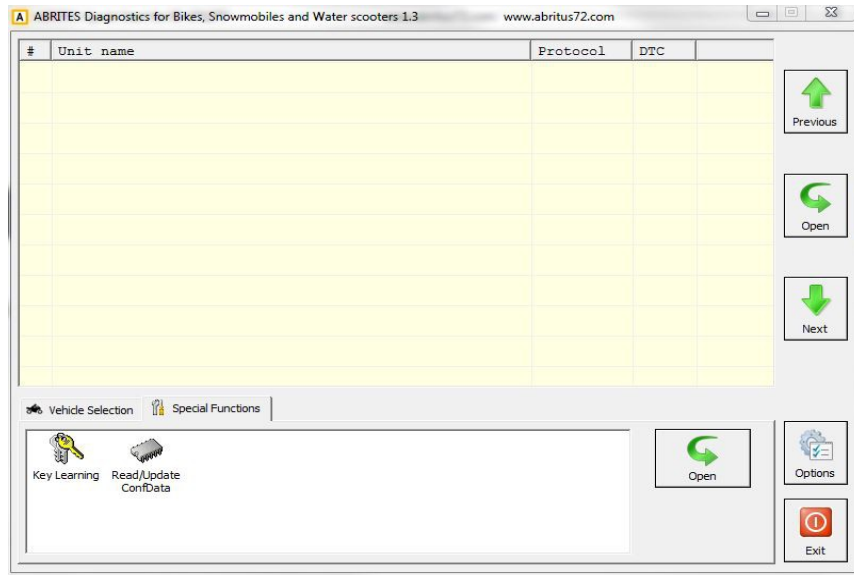 ABRITES Diagnostics for Bikes, Snowmobiles and Water scooters 1.3 www.abritus72.com
# Unit name Protocol DTC
Previous
Open
Next
Vehicle Selection Special Functions
Key Learning
Read/Update
ConfData
Open
Options
Exit